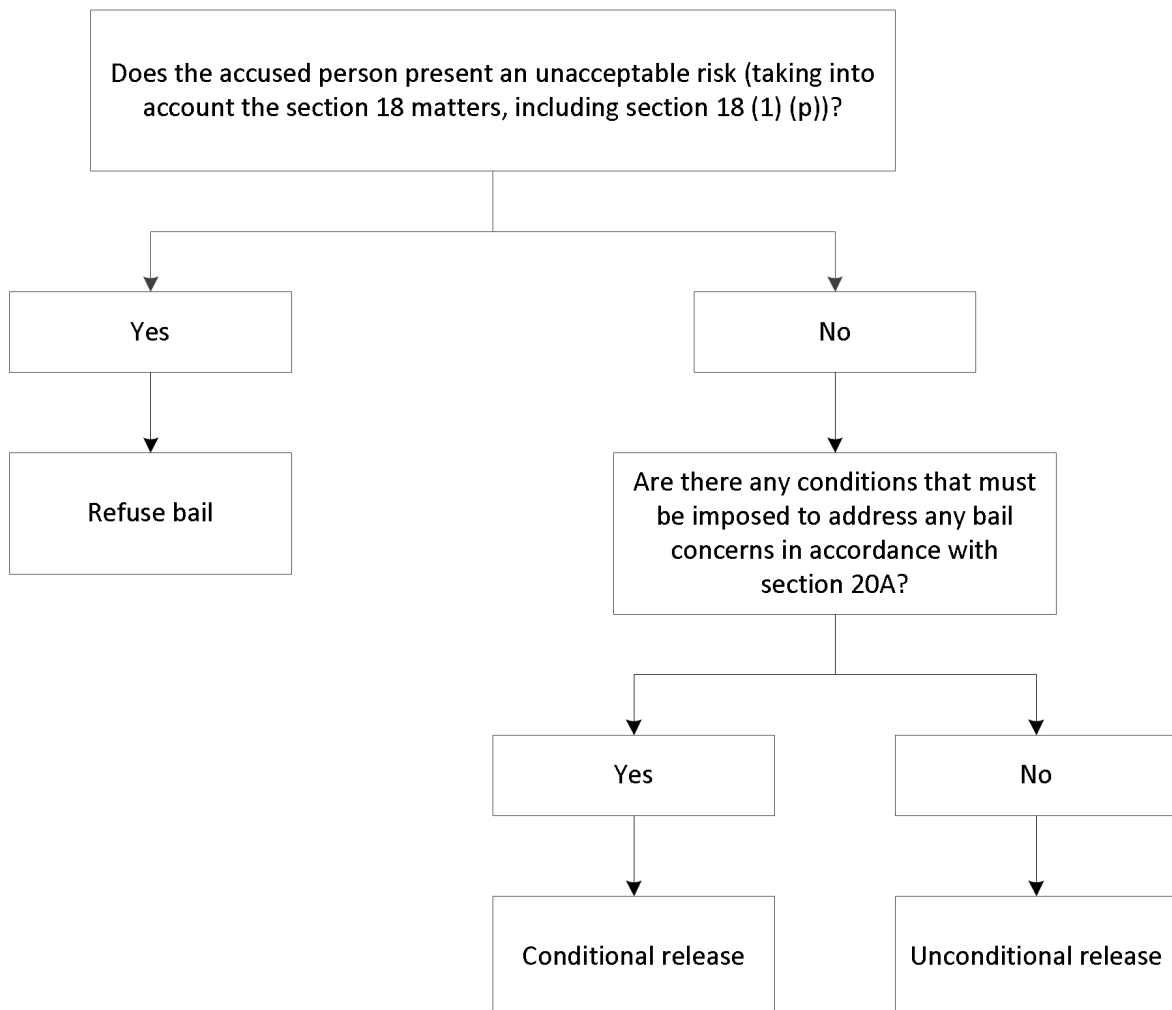 Does the accused person present an unacceptable risk (taking into
account the section 18 matters, including section 18 (1) (p))?
Yes
No
Refuse bail
Are there any conditions that must
be imposed to address any bail
concerns in accordance with
section 20A?
Yes
No
Conditional release
Unconditional release